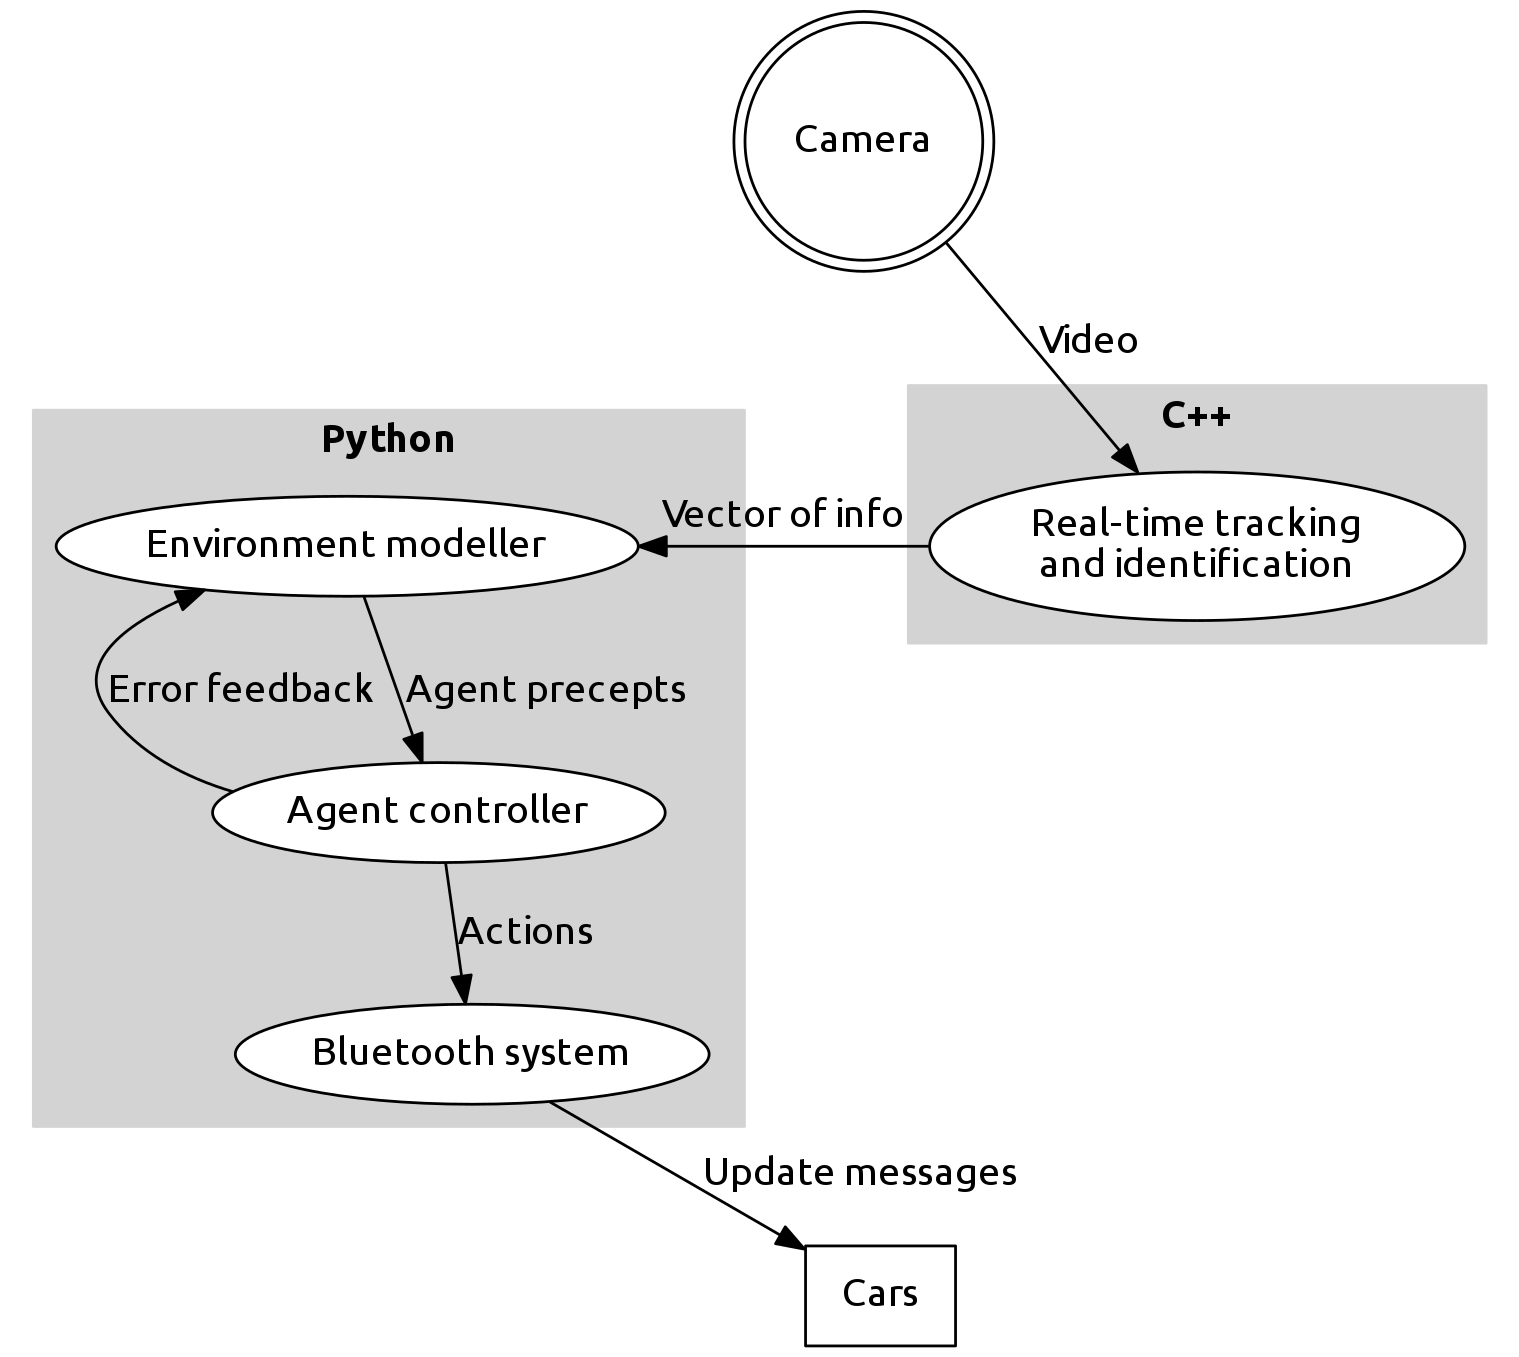 Camera
Video
C++
Python
Vector of info
Real-time tracking
and identification
Environment modeller
Error feedback
Agent precepts
Agent controller
Actions
Bluetooth system
Update messages
Cars